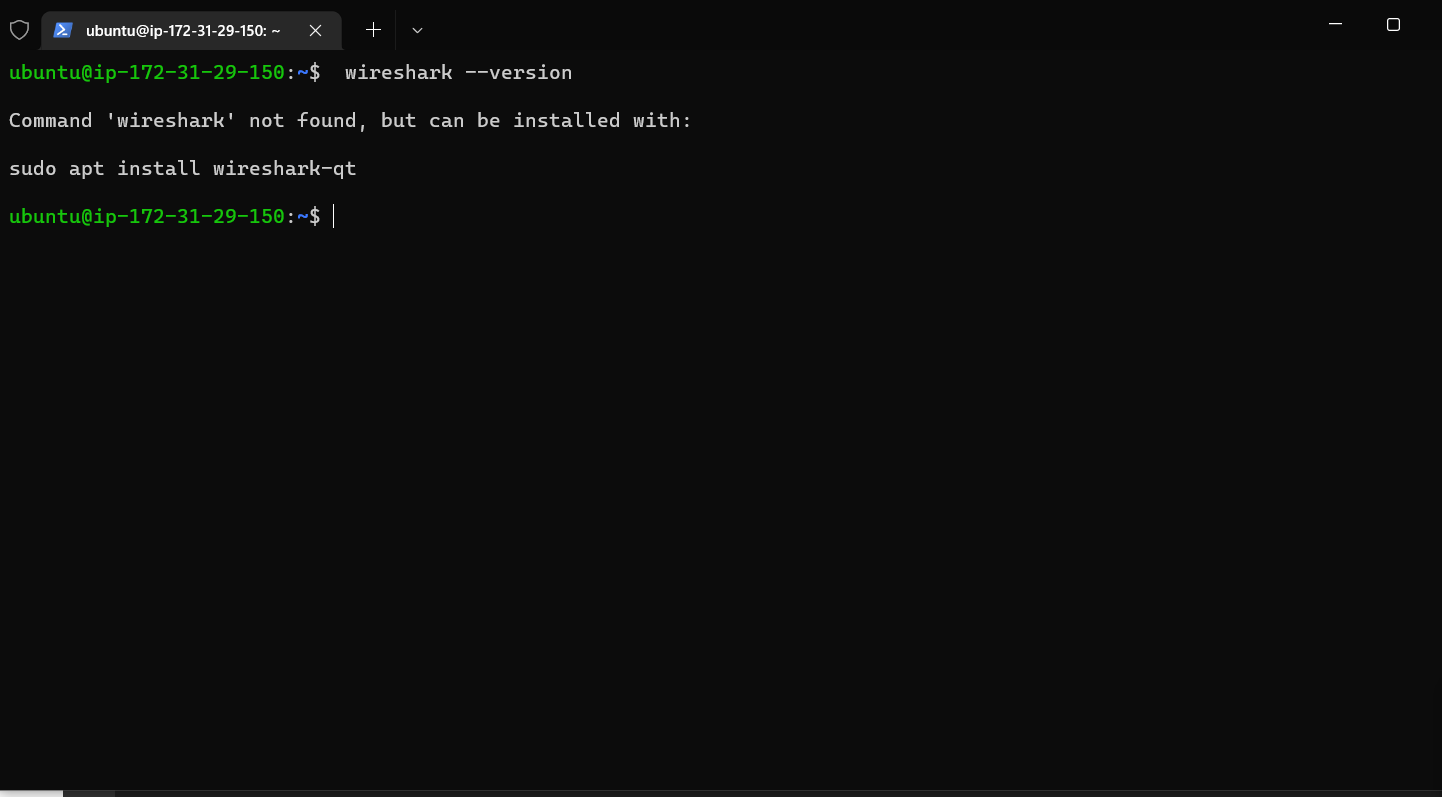 ubuntu@ip-172-31-29-150: ~
ubuntu@ip-172-31-29-150:~$  wireshark --version
Command 'wireshark' not found, but can be installed with:
sudo apt install wireshark-qt
ubuntu@ip-172-31-29-150:~$